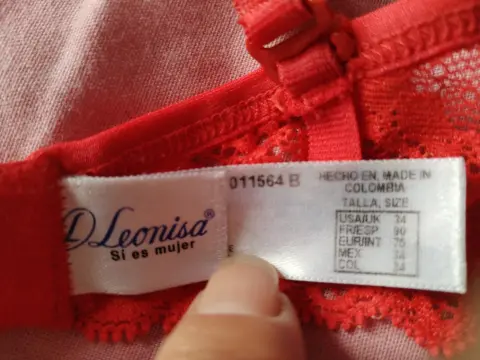 Leonisa®
Si es mujer
011564 B
HECHO EN, MADE IN
COLOMBIA
TALLA, SIZE
USA/UK 34
FR/ESP 90
EUR/INT 75
MEX 34
COL 34